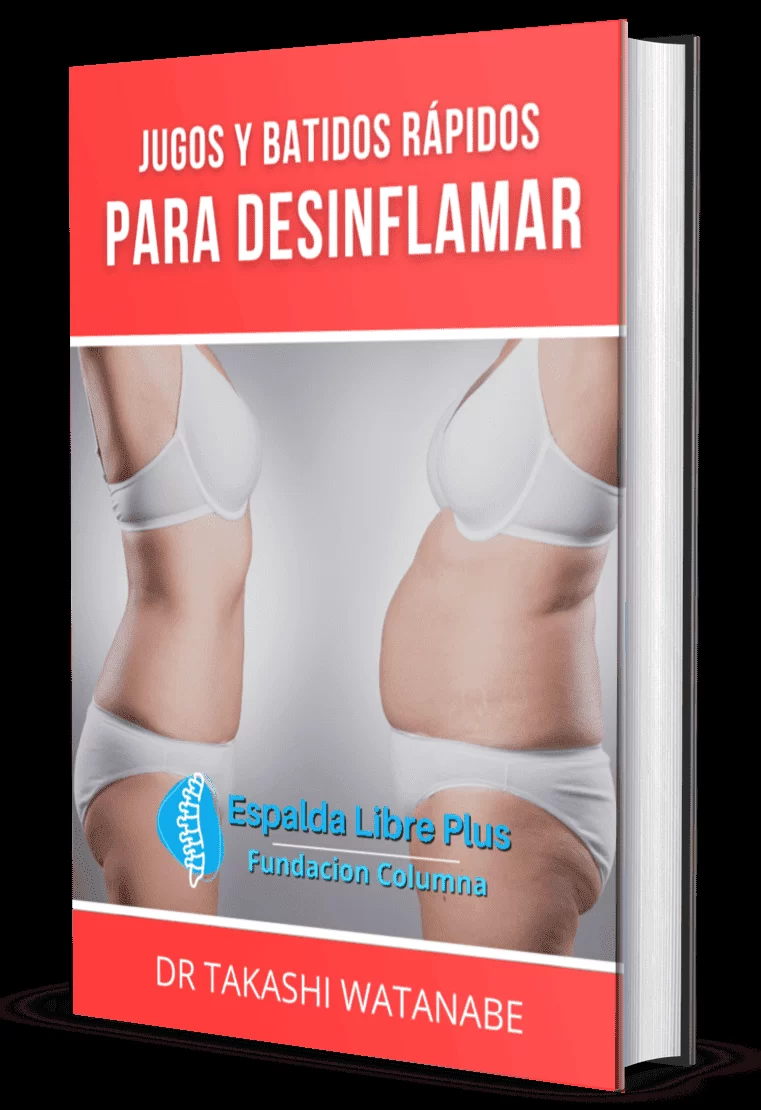 JUGOS Y BATIDOS RÁPIDOS
PARA DESINFLAMAR
Espalda Libre Plus
Fundacion Columna
DR TAKASHI WATANABE